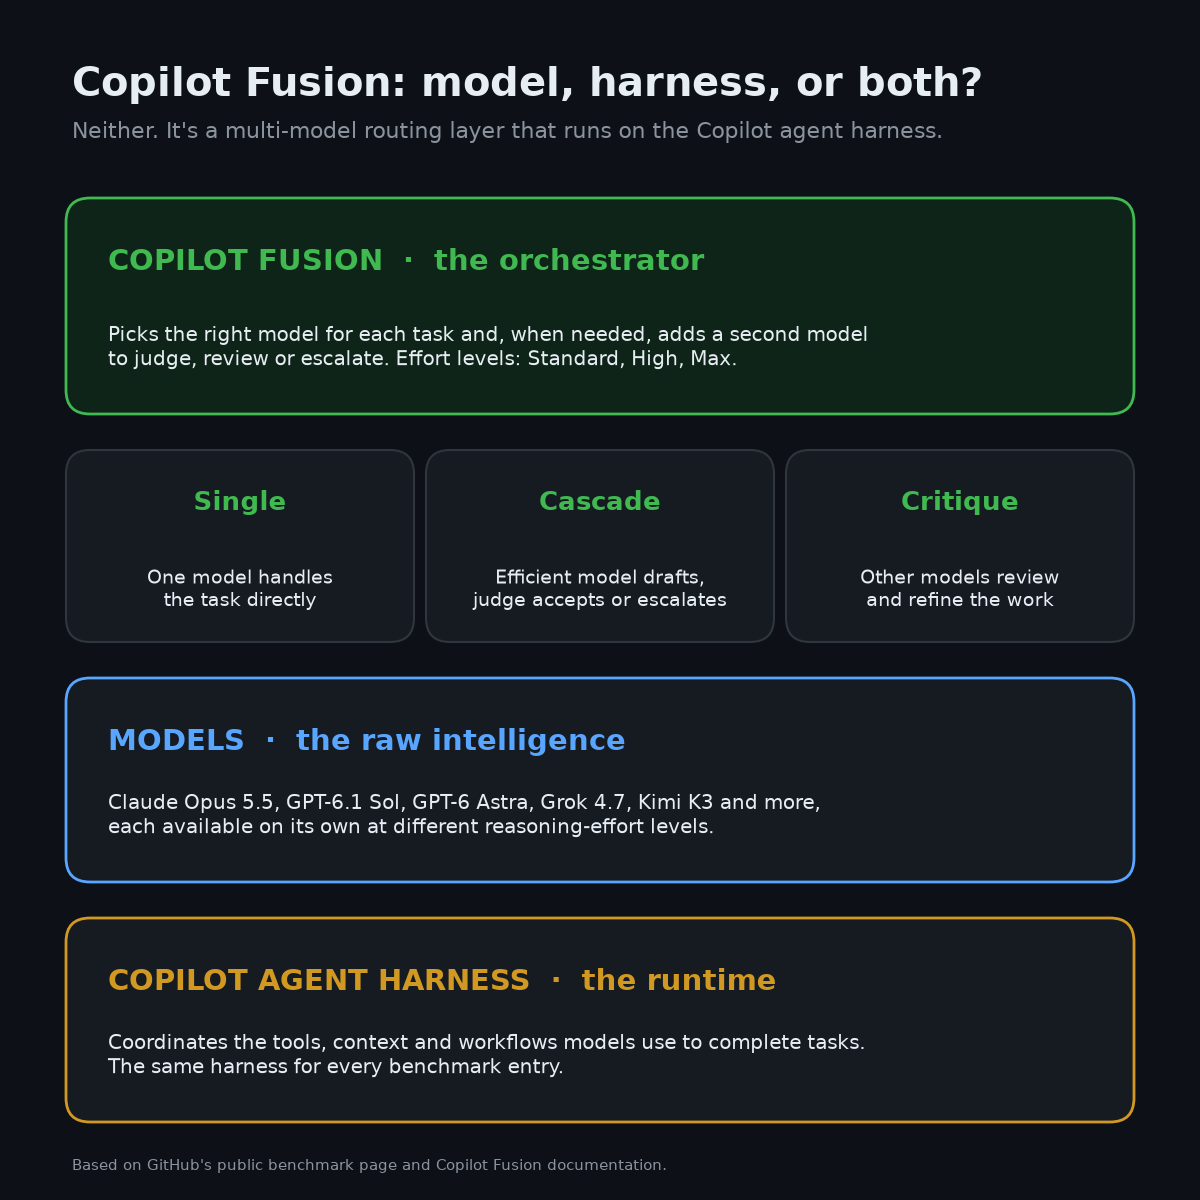 Copilot Fusion: model, harness, or both?
Neither. It's a multi-model routing layer that runs on the Copilot agent harness.
COPILOT FUSION · the orchestrator
Picks the right model for each task and, when needed, adds a second model
to judge, review or escalate. Effort levels: Standard, High, Max.
Single
One model handles
the task directly
Cascade
Efficient model drafts,
judge accepts or escalates
Critique
Other models review
and refine the work
MODELS · the raw intelligence
Claude Opus 5.5, GPT-6.1 Sol, GPT-6 Astra, Grok 4.7, Kimi K3 and more,
each available on its own at different reasoning-effort levels.
COPILOT AGENT HARNESS · the runtime
Coordinates the tools, context and workflows models use to complete tasks.
The same harness for every benchmark entry.
Based on GitHub's public benchmark page and Copilot Fusion documentation.